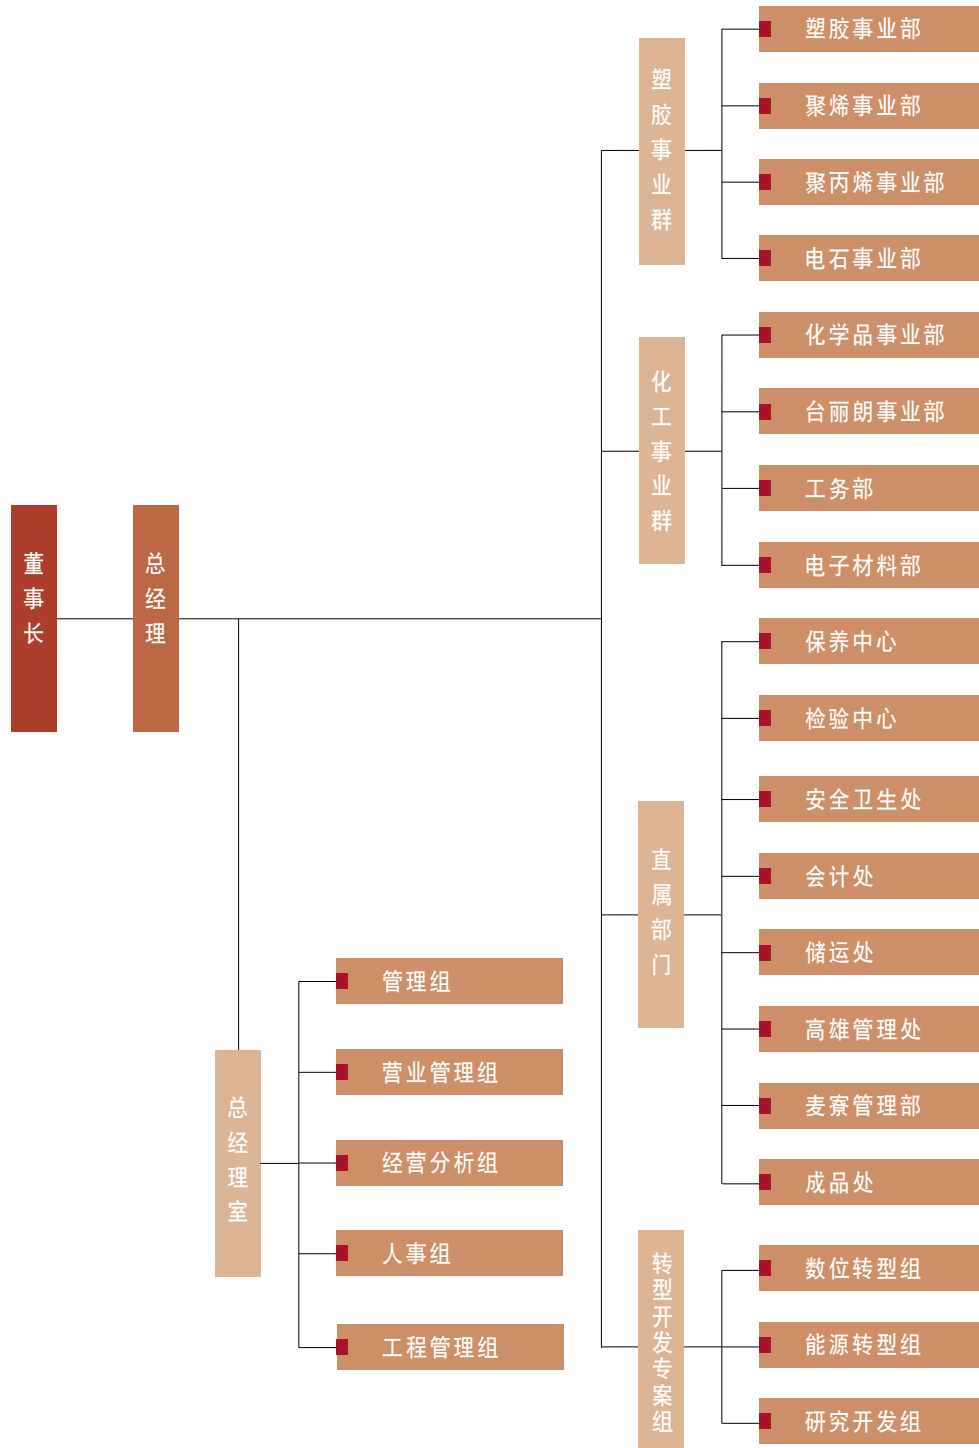 董事长
总经理
总经理室
管理组
营业管理组
经营分析组
人事组
工程管理组
塑胶事业群
塑胶事业部
聚烯事业部
聚丙烯事业部
电石事业部
化工事业群
化学品事业部
台丽朗事业部
工务部
电子材料部
直属部门
保养中心
检验中心
安全卫生处
会计处
储运处
高雄管理处
麦寮管理部
成品处
转型开发专案组
数位转型组
能源转型组
研究开发组